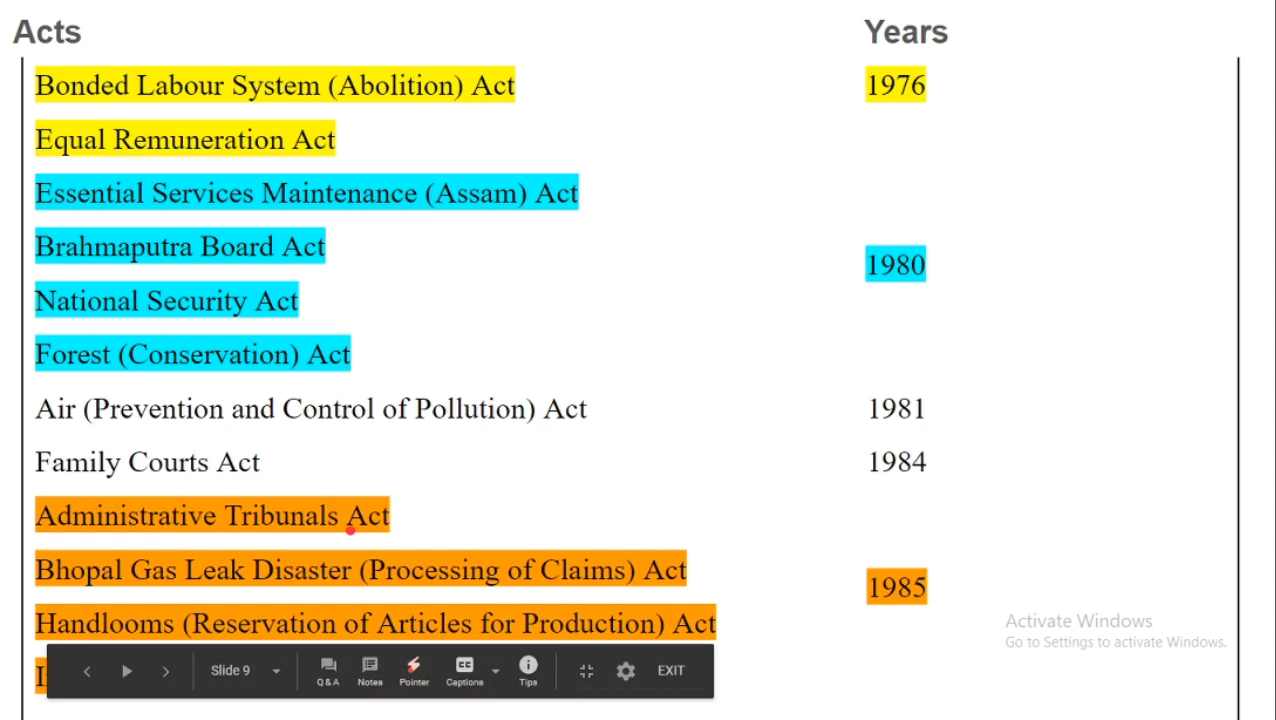 Acts Years
Bonded Labour System (Abolition) Act 1976
Equal Remuneration Act
Essential Services Maintenance (Assam) Act
Brahmaputra Board Act
1980
National Security Act
Forest (Conservation) Act
Air (Prevention and Control of Pollution) Act 1981
Family Courts Act 1984
Administrative Tribunals Act
Bhopal Gas Leak Disaster (Processing of Claims) Act
1985
Handlooms (Reservation of Articles for Production) Act
Activate Windows
Go to Settings to activate Windows.
Slide 9 Q&A Notes Pointer CC Captions Tips EXIT